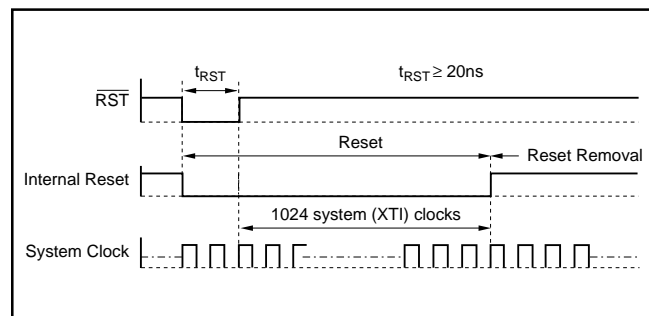 tRST
tRST ≥ 20ns
RST
Reset
Reset Removal
Internal Reset
1024 system (XTI) clocks
System Clock